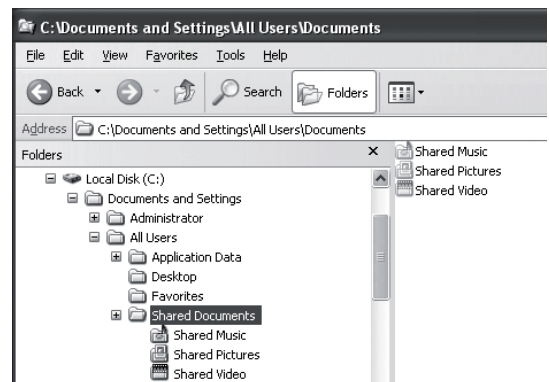 C:\Documents and Settings\All Users\Documents
File Edit View Favorites Tools Help
Back Search Folders
Address C:\Documents and Settings\All Users\Documents
Folders
Local Disk (C:)
Documents and Settings
Administrator
All Users
Application Data
Desktop
Favorites
Shared Documents
Shared Music
Shared Pictures
Shared Video
Shared Music
Shared Pictures
Shared Video